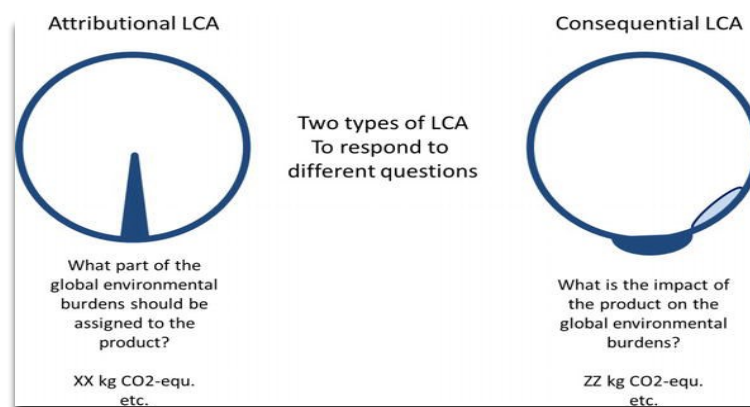 Attributional LCA
What part of the
global environmental
burdens should be
assigned to the
product?
XX kg CO2-equ.
etc.
Two types of LCA
To respond to
different questions
Consequential LCA
What is the impact of
the product on the
global environmental
burdens?
ZZ kg CO2-equ.
etc.